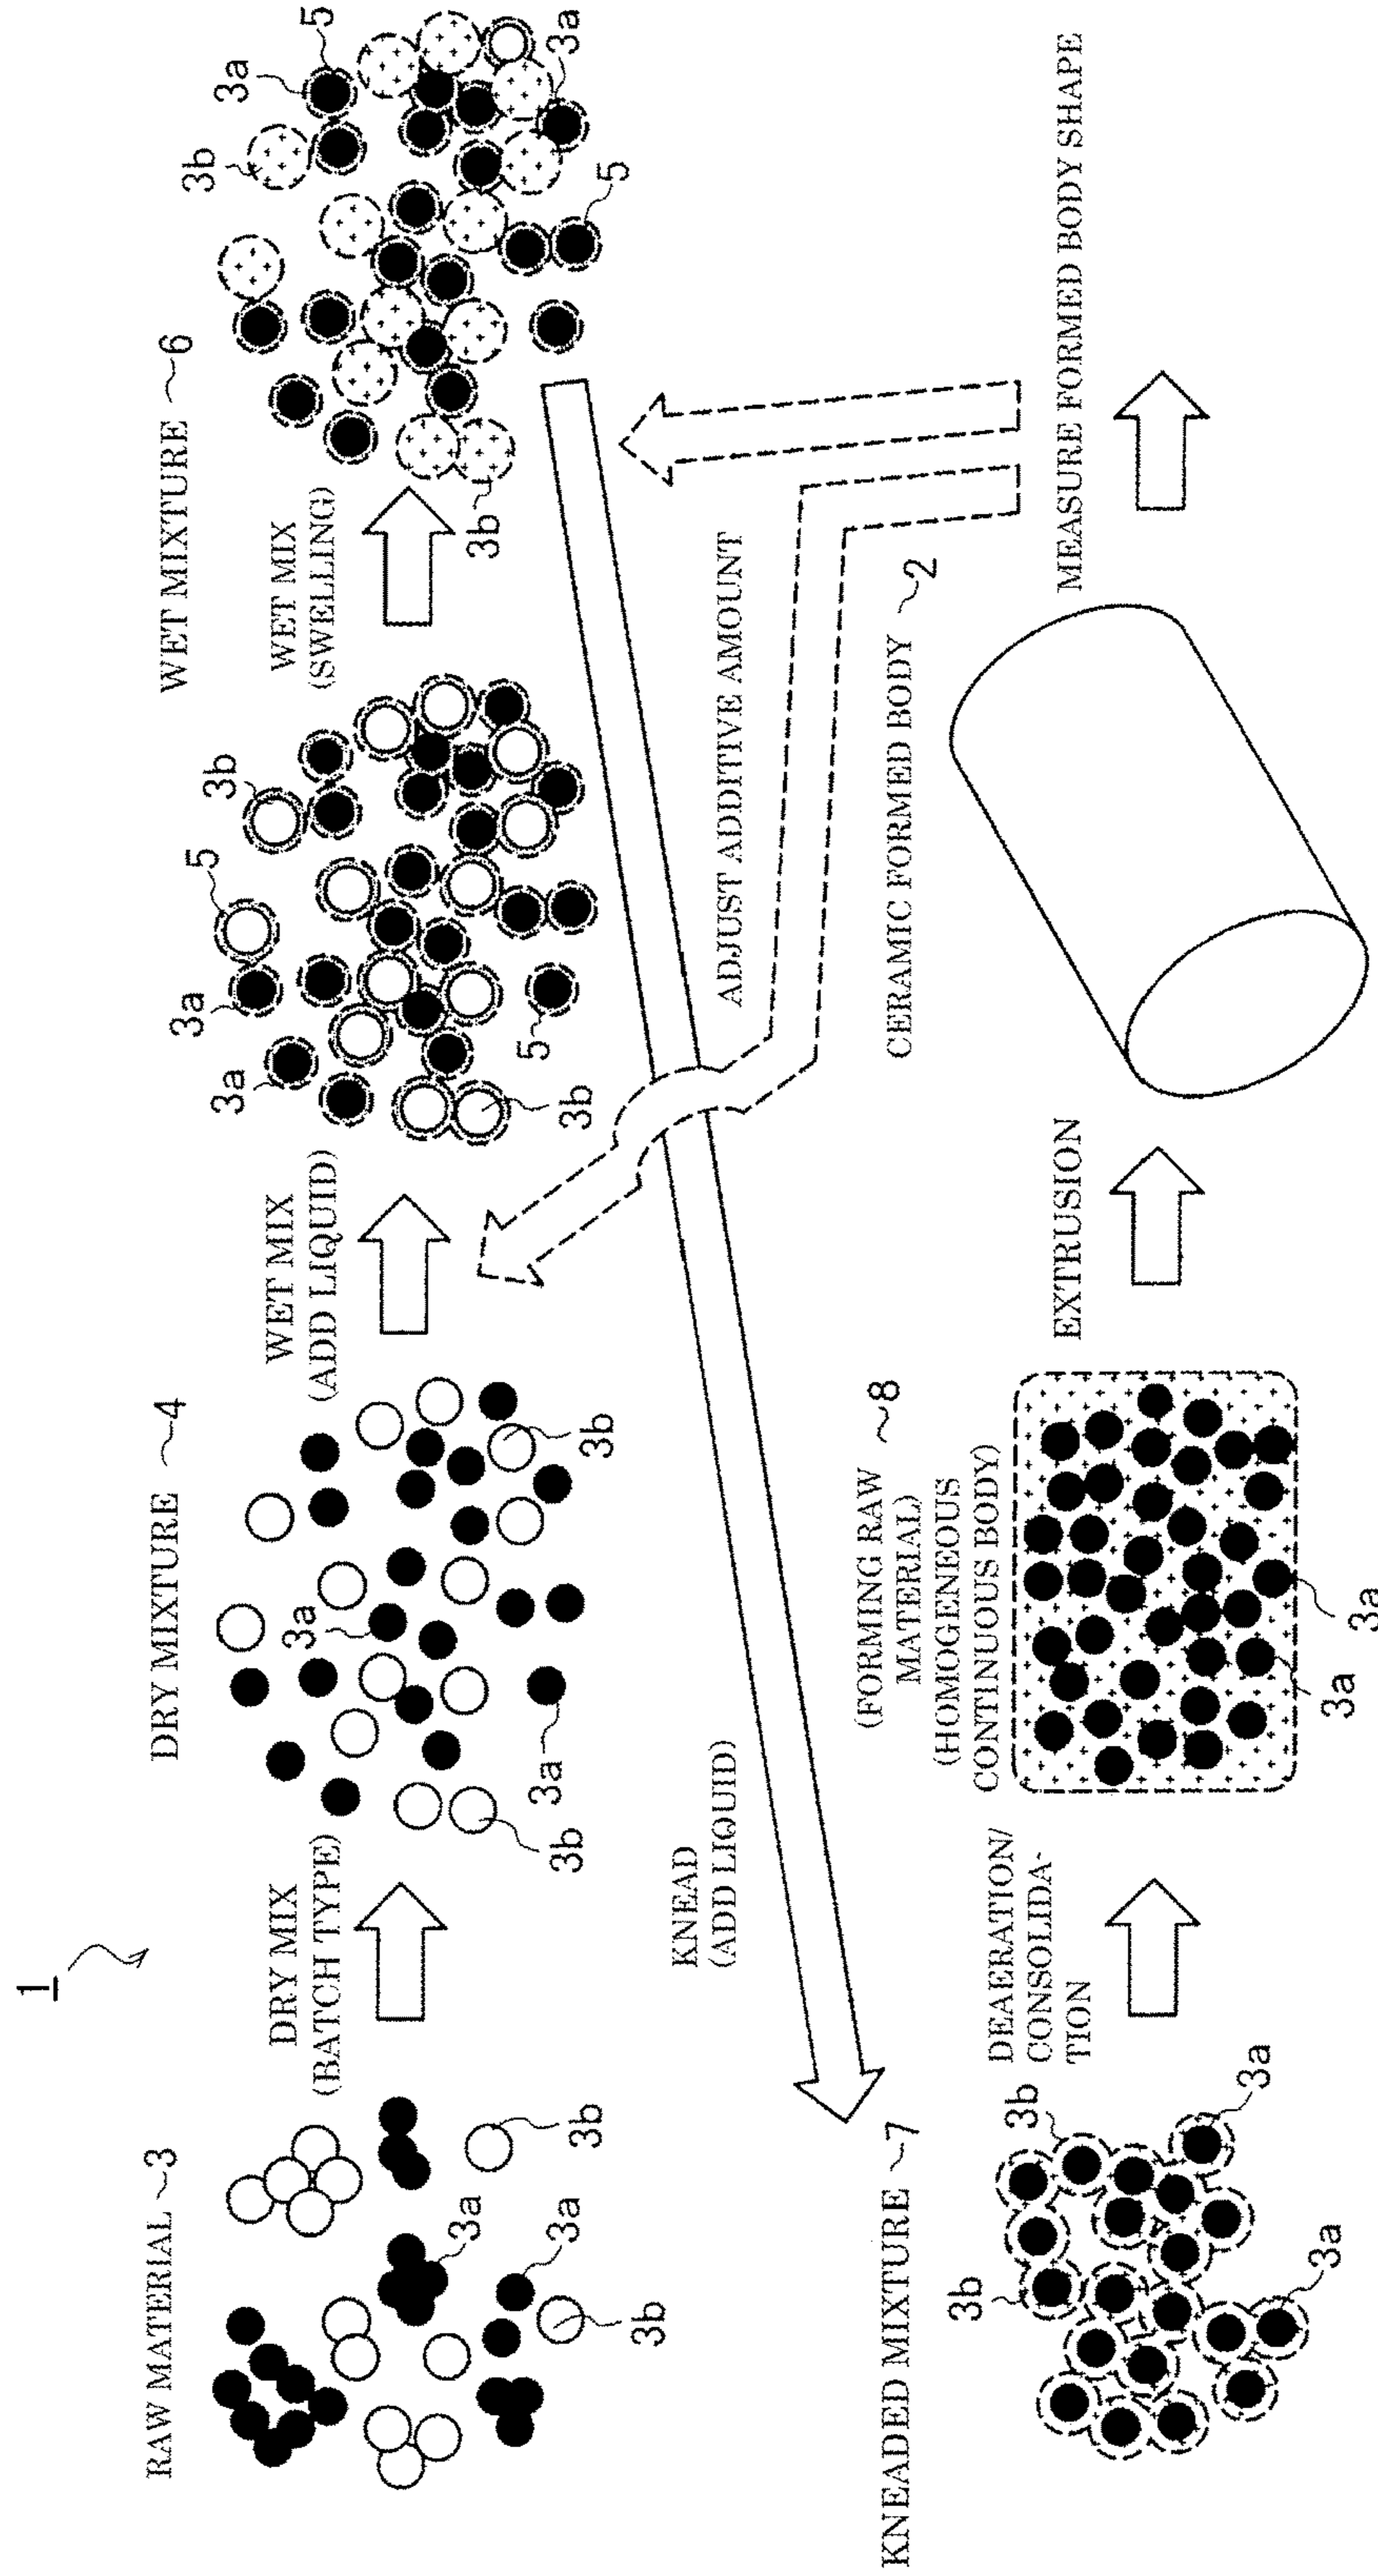 1
RAW MATERIAL ~3
3a
3a
3b
3b
DRY MIX
(BATCH TYPE)
DRY MIXTURE ~4
3a
3a
3b
3b
WET MIX
(ADD LIQUID)
3a
3a
5
3b
5
3b
WET MIX
(SWELLING)
WET MIXTURE ~6
3b
3a
5
3b
3a
5
KNEAD
(ADD LIQUID)
ADJUST ADDITIVE AMOUNT
KNEADED MIXTURE ~7
3b
3b
3a
3a
DEAERATION/
CONSOLIDA-
TION
(FORMING RAW ~8
MATERIAL)
(HOMOGENEOUS
CONTINUOUS BODY)
3a
3a
EXTRUSION
CERAMIC FORMED BODY ~2
MEASURE FORMED BODY SHAPE